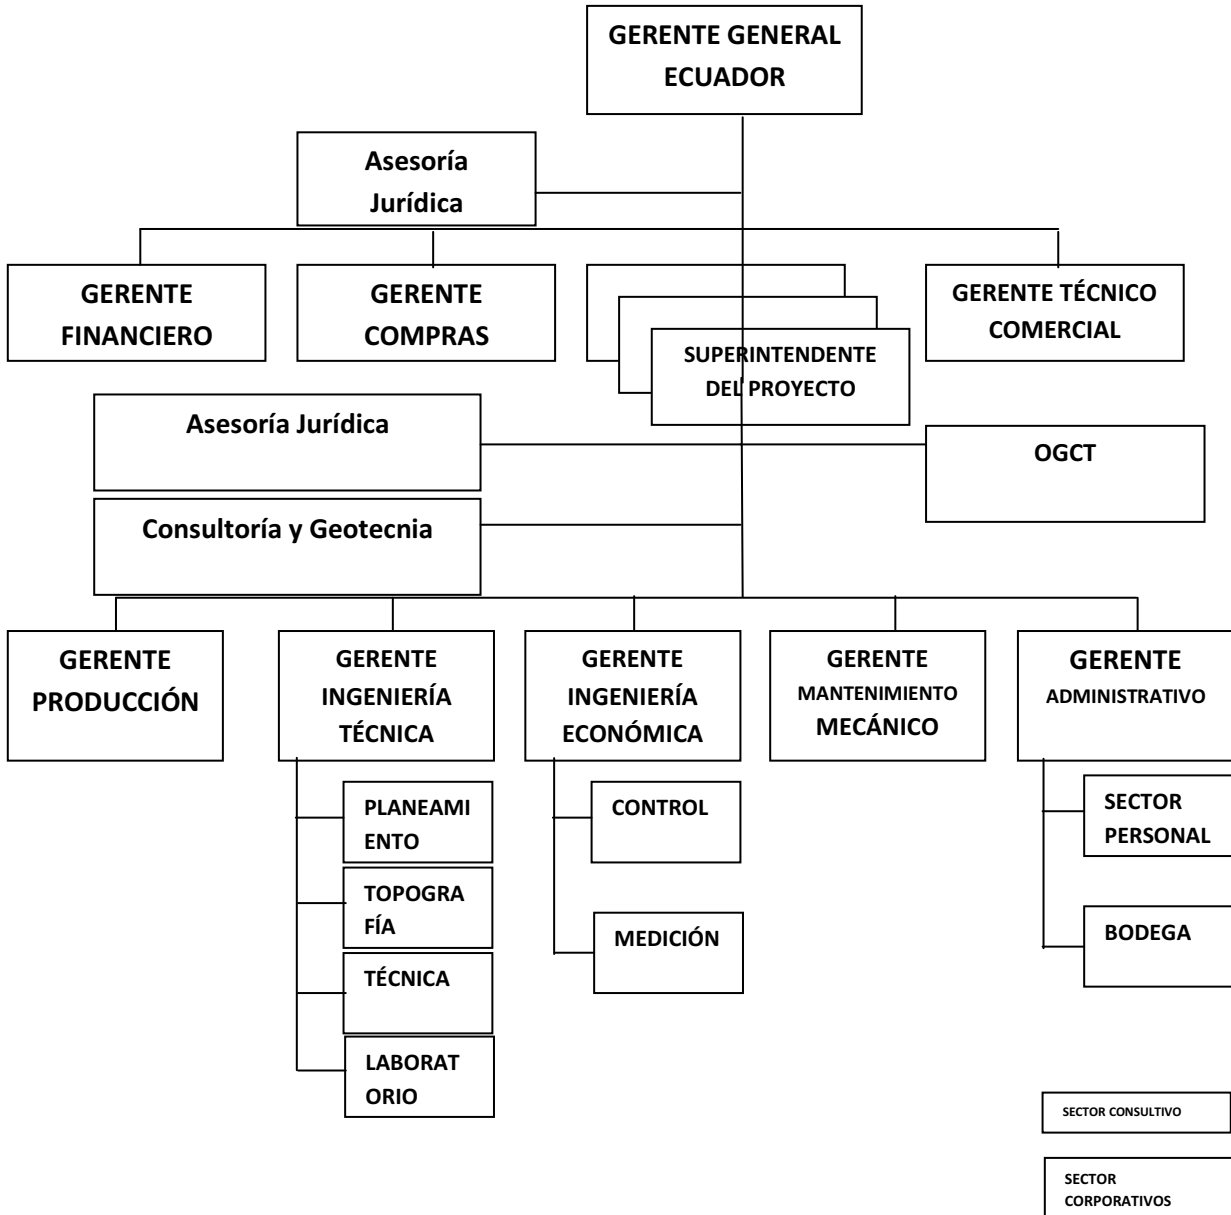 GERENTE GENERAL
ECUADOR
Asesoría
Jurídica
GERENTE
FINANCIERO
GERENTE
COMPRAS
SUPERINTENDENTE
DEL PROYECTO
GERENTE TÉCNICO
COMERCIAL
Asesoría Jurídica
OGCT
Consultoría y Geotecnia
GERENTE
PRODUCCIÓN
GERENTE
INGENIERÍA
TÉCNICA
GERENTE
INGENIERÍA
ECONÓMICA
GERENTE
MANTENIMIENTO
MECÁNICO
GERENTE
ADMINISTRATIVO
PLANEAMI
ENTO
TOPOGRA
FÍA
TÉCNICA
LABORAT
ORIO
CONTROL
MEDICIÓN
SECTOR
PERSONAL
BODEGA
SECTOR CONSULTIVO
SECTOR
CORPORATIVOS